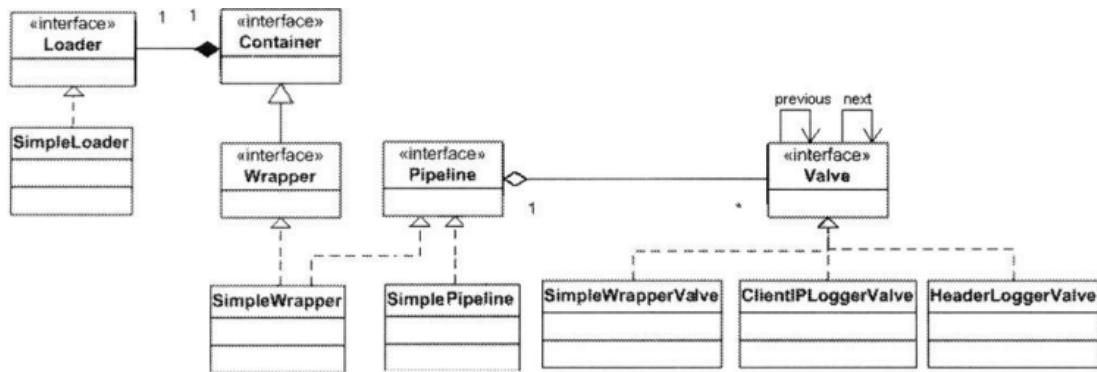 «interface»
Loader
1 1
«interface»
Container
SimpleLoader
«interface»
Wrapper
«interface»
Pipeline
1 *
previous next
«interface»
Valve
SimpleWrapper
SimplePipeline
SimpleWrapperValve
ClientIPLoggerValve
HeaderLoggerValve